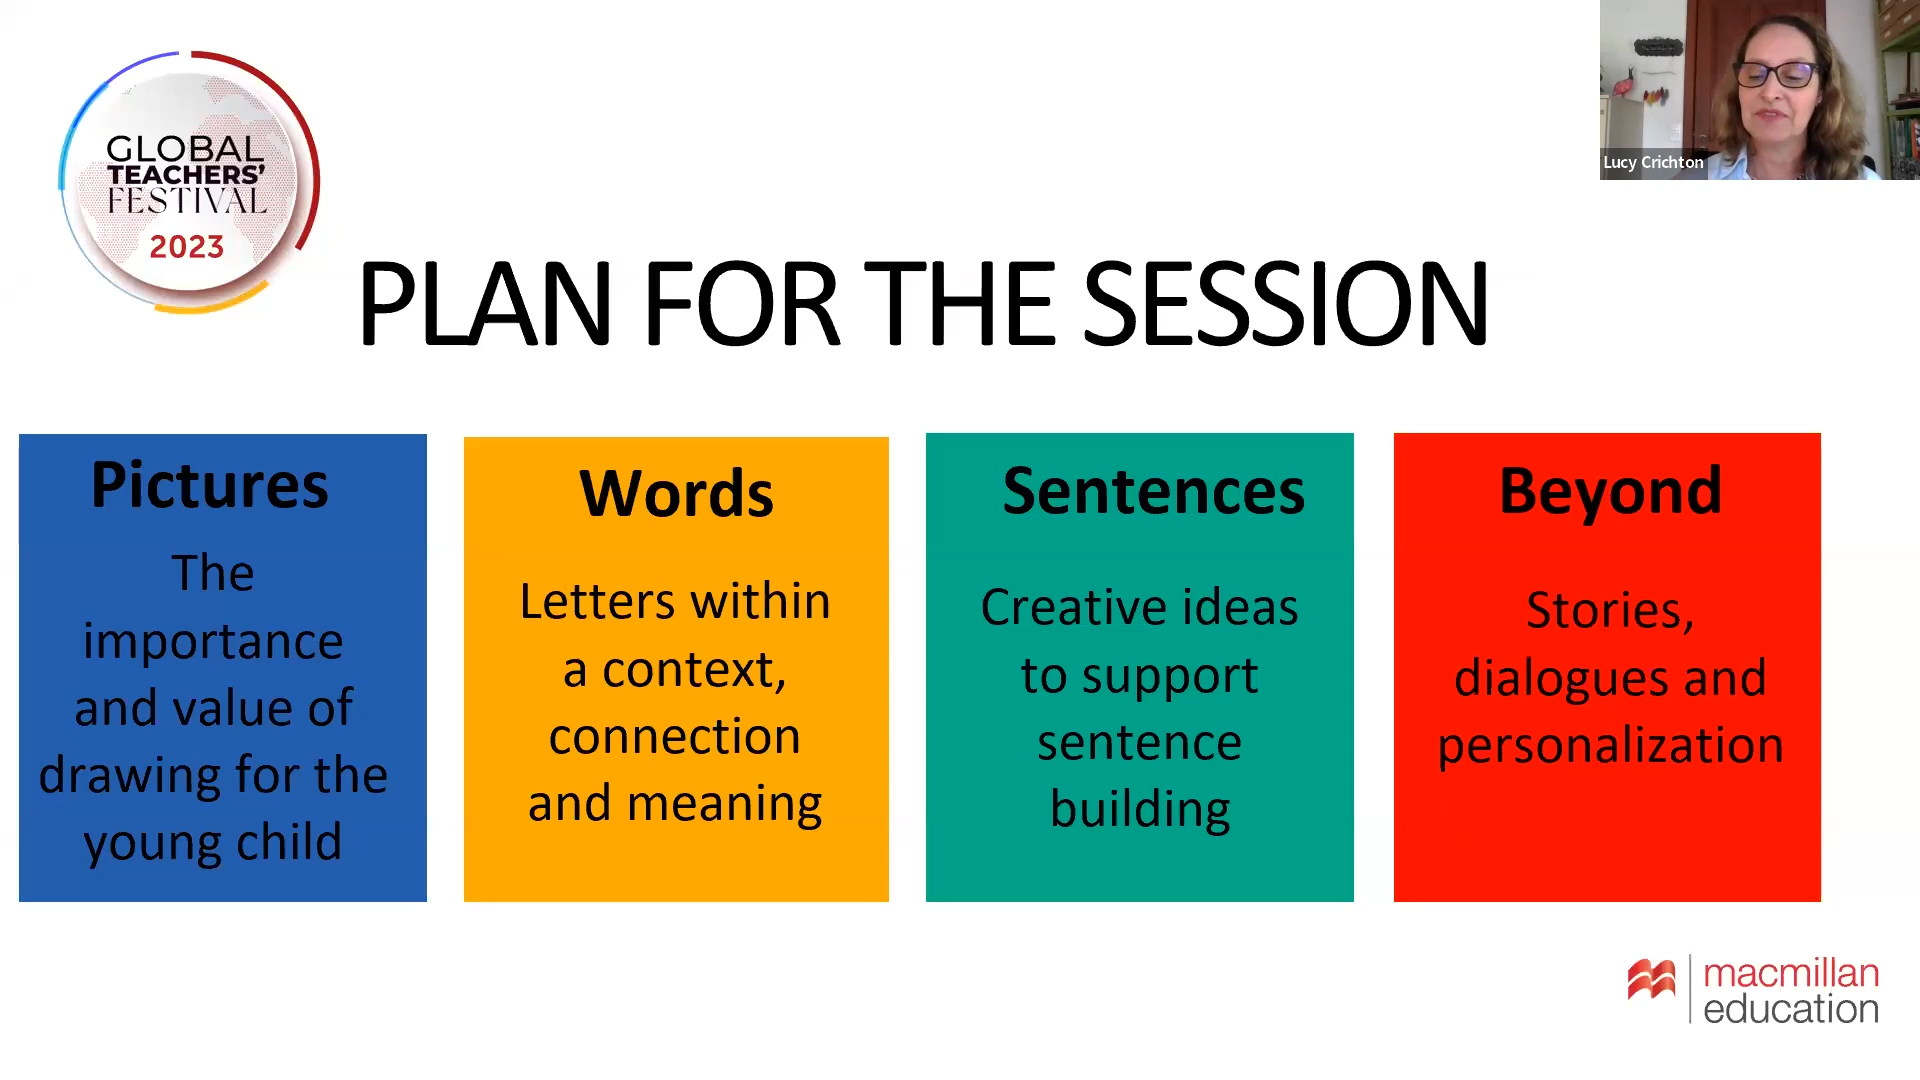 GLOBAL
TEACHERS'
FESTIVAL
2023
Lucy Crichton
PLAN FOR THE SESSION
Pictures
The
importance
and value of
drawing for the
young child
Words
Letters within
a context,
connection
and meaning
Sentences
Creative ideas
to support
sentence
building
Beyond
Stories,
dialogues and
personalization
macmillan
education